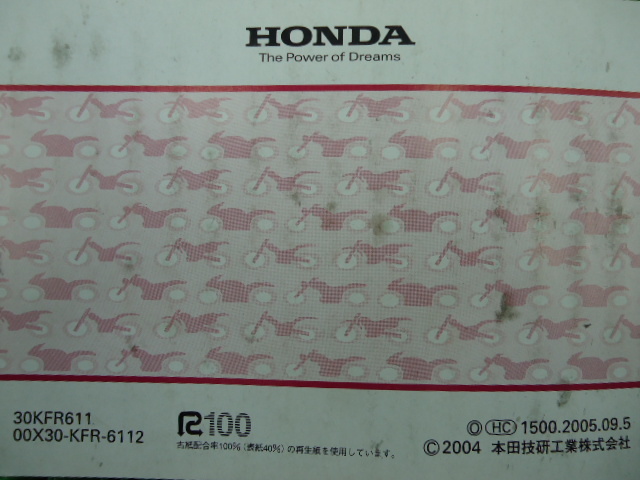 HONDA
The Power of Dreams
30KFR611
00X30-KFR-6112
R100
古紙配合率100%(表紙40%)の再生紙を使用しています。
Ⓞ HC 1500.2005.09.5
©2004 本田技研工業株式会社